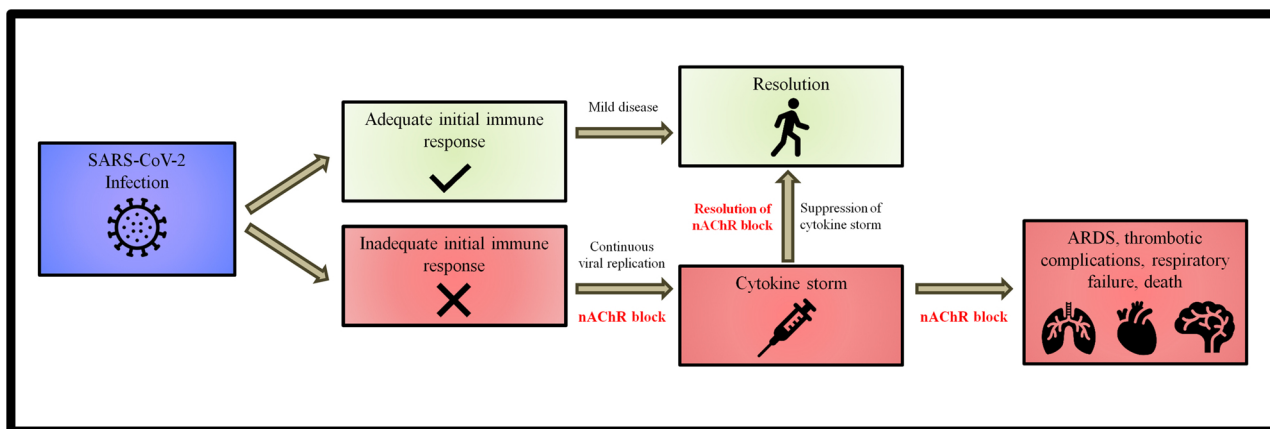 SARS-CoV-2
Infection
Adequate initial immune
response
Mild disease
Resolution
Inadequate initial immune
response
Continuous
viral replication
nAChR block
Resolution of
nAChR block
Suppression of
cytokine storm
Cytokine storm
nAChR block
ARDS, thrombotic
complications, respiratory
failure, death